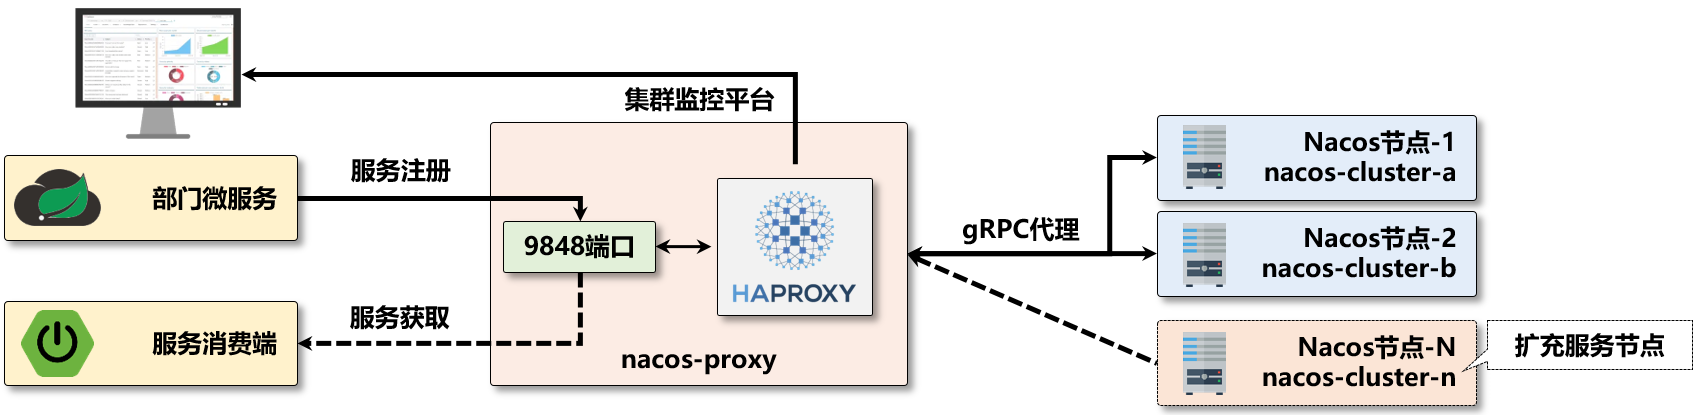 集群监控平台
部门微服务
服务注册
9848端口
HAPROXY
nacos-proxy
服务获取
服务消费端
gRPC代理
Nacos节点-1
nacos-cluster-a
Nacos节点-2
nacos-cluster-b
Nacos节点-N
nacos-cluster-n
扩充服务节点